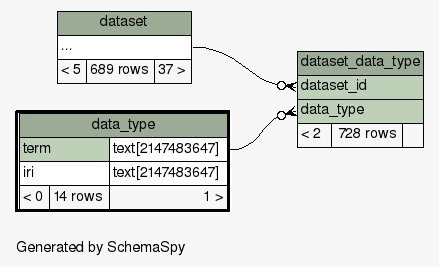 dataset
...
< 5 689 rows 37 >
dataset_data_type
dataset_id
data_type
< 2 728 rows
data_type
term text[2147483647]
iri text[2147483647]
< 0 14 rows 1 >
Generated by SchemaSpy